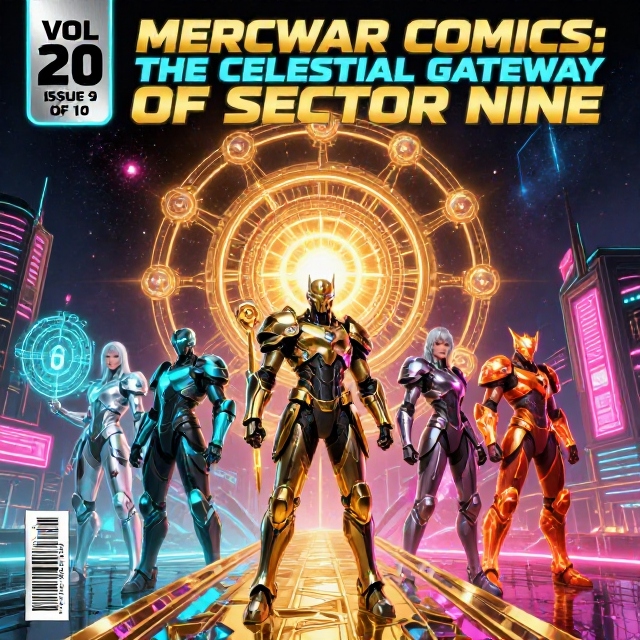 VOL
20
ISSUE 9
OF 10
MERCWAR COMICS:
THE CELESTIAL GATEWAY
OF SECTOR NINE